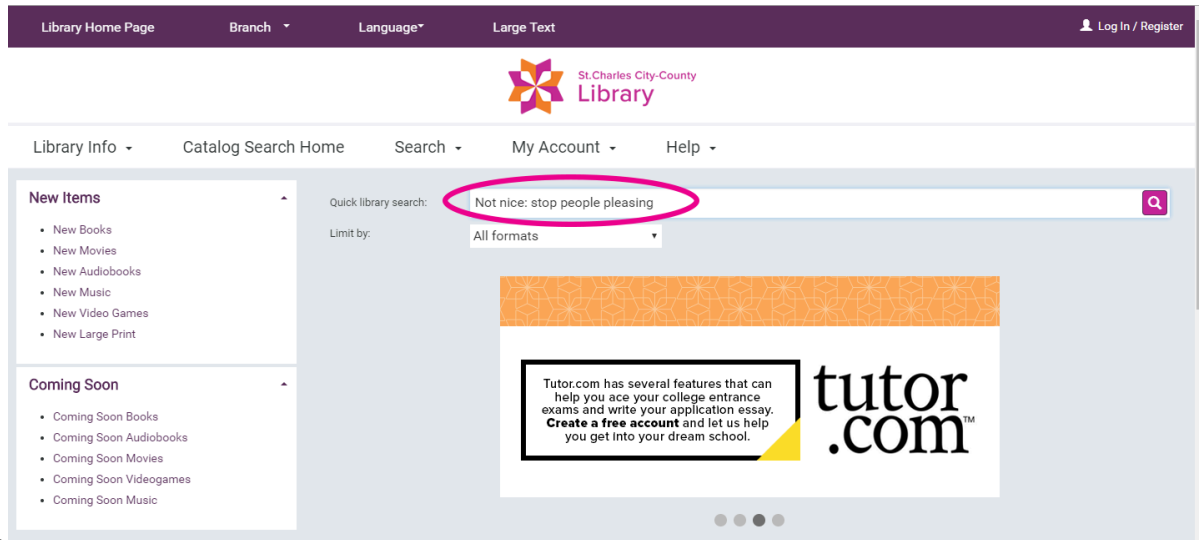 Library Home Page Branch Language Large Text Log In / Register
St.Charles City-County
Library
Library Info Catalog Search Home Search My Account Help
New Items
New Books
New Movies
New Audiobooks
New Music
New Video Games
New Large Print
Coming Soon
Coming Soon Books
Coming Soon Audiobooks
Coming Soon Movies
Coming Soon Videogames
Coming Soon Music
Quick library search: Not nice: stop people pleasing
Limit by: All formats
Tutor.com has several features that can
help you ace your college entrance
exams and write your application essay.
Create a free account and let us help
you get into your dream school.
tutor
.com™